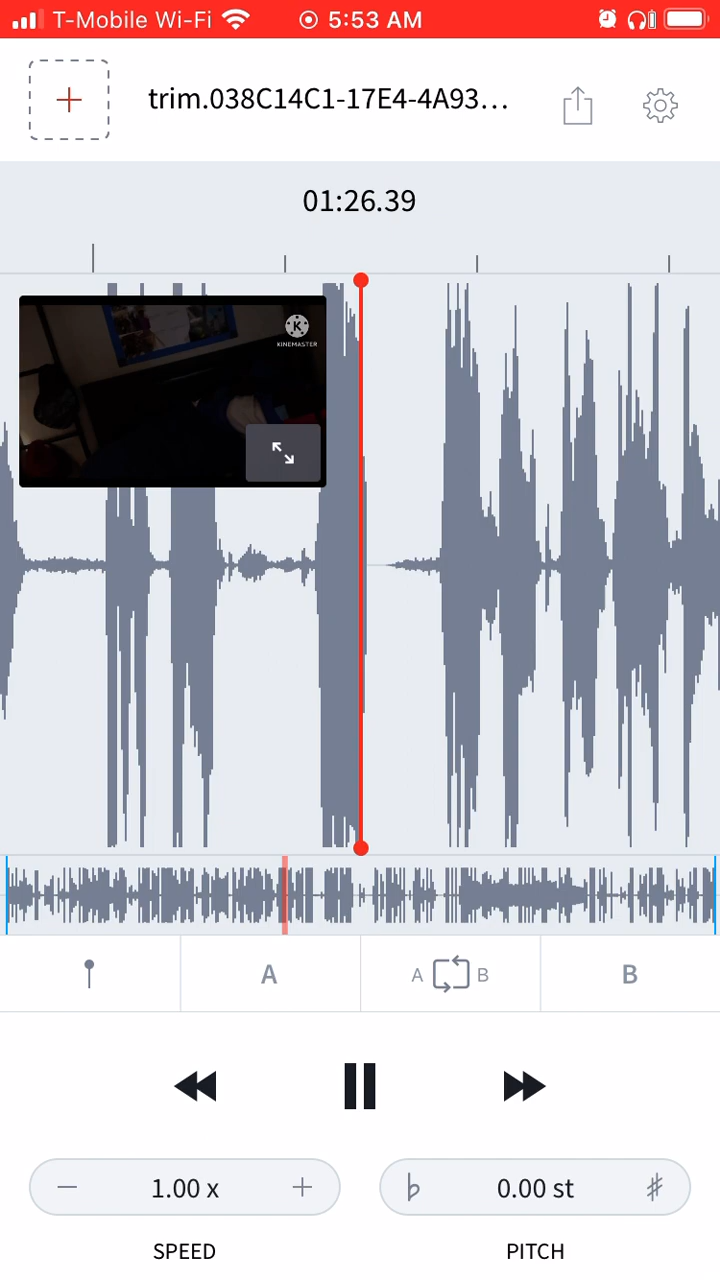 T-Mobile Wi-Fi 5:53 AM
trim.038C14C1-17E4-4A93...
01:26.39
K
KINEMASTER
A A B B
1.00 x 0.00 st
SPEED PITCH